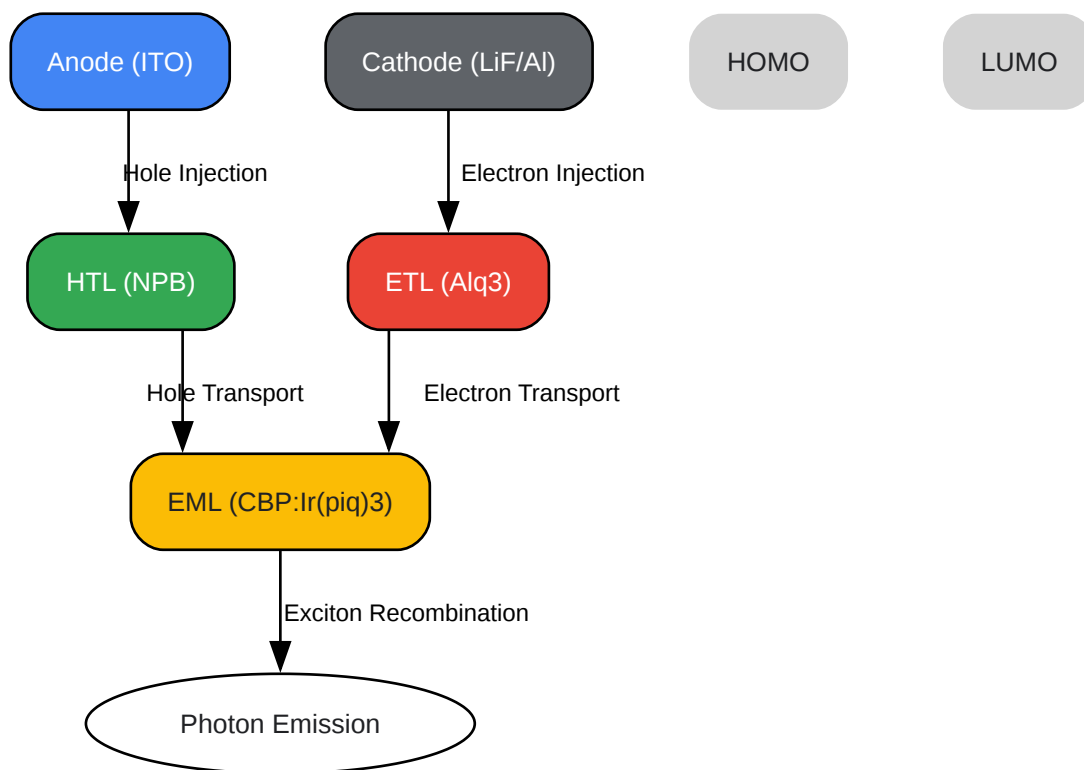 Anode (ITO)
Cathode (LiF/Al)
HOMO
LUMO
Hole Injection
Electron Injection
HTL (NPB)
ETL (Alq3)
Hole Transport
Electron Transport
EML (CBP:Ir(piq)3)
Exciton Recombination
Photon Emission